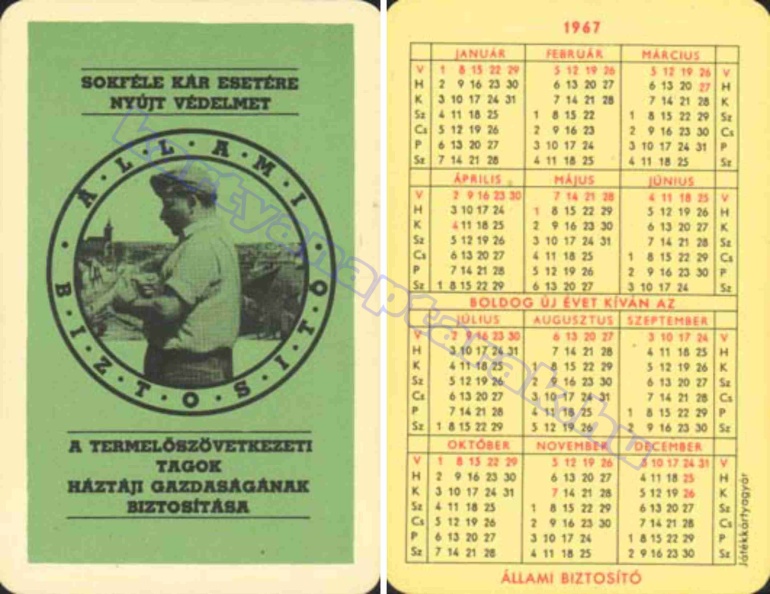 SOKFÉLE KÁR ESETÉRE
NYÚJT VÉDELMET
ÁLLAMI BIZTOSITÓ
A TERMELŐSZÖVETKEZETI
TAGOK
HÁZTÁJI GAZDASÁGÁNAK
BIZTOSÍTÁSA
kartyanaptarak.hu
1967
JANUÁR FEBRUÁR MÁRCIUS
V 1 8 15 22 29 5 12 19 26 5 12 19 26 V
H 2 9 16 23 30 6 13 20 27 6 13 20 27 H
K 3 10 17 24 31 7 14 21 28 7 14 21 28 K
Sz 4 11 18 25 1 8 15 22 1 8 15 22 29 Sz
Cs 5 12 19 26 2 9 16 23 2 9 16 23 30 Cs
P 6 13 20 27 3 10 17 24 3 10 17 24 31 P
Sz 7 14 21 28 4 11 18 25 4 11 18 25 Sz
ÁPRILIS MÁJUS JÚNIUS
V 2 9 16 23 30 7 14 21 28 4 11 18 25 V
H 3 10 17 24 1 8 15 22 29 5 12 19 26 H
K 4 11 18 25 2 9 16 23 30 6 13 20 27 K
Sz 5 12 19 26 3 10 17 24 31 7 14 21 28 Sz
Cs 6 13 20 27 4 11 18 25 1 8 15 22 29 Cs
P 7 14 21 28 5 12 19 26 2 9 16 23 30 P
Sz 1 8 15 22 29 6 13 20 27 3 10 17 24 Sz
BOLDOG ÚJ ÉVET KÍVÁN AZ
JÚLIUS AUGUSZTUS SZEPTEMBER
V 2 9 16 23 30 6 13 20 27 3 10 17 24 V
H 3 10 17 24 31 7 14 21 28 4 11 18 25 H
K 4 11 18 25 1 8 15 22 29 5 12 19 26 K
Sz 5 12 19 26 2 9 16 23 30 6 13 20 27 Sz
Cs 6 13 20 27 3 10 17 24 31 7 14 21 28 Cs
P 7 14 21 28 4 11 18 25 1 8 15 22 29 P
Sz 1 8 15 22 29 5 12 19 26 2 9 16 23 30 Sz
OKTÓBER NOVEMBER DECEMBER
V 1 8 15 22 29 5 12 19 26 3 10 17 24 31 V
H 2 9 16 23 30 6 13 20 27 4 11 18 25 H
K 3 10 17 24 31 7 14 21 28 5 12 19 26 K
Sz 4 11 18 25 1 8 15 22 29 6 13 20 27 Sz
Cs 5 12 19 26 2 9 16 23 30 7 14 21 28 Cs
P 6 13 20 27 3 10 17 24 1 8 15 22 29 P
Sz 7 14 21 28 4 11 18 25 2 9 16 23 30 Sz
Játékkártyagyár
ÁLLAMI BIZTOSÍTÓ